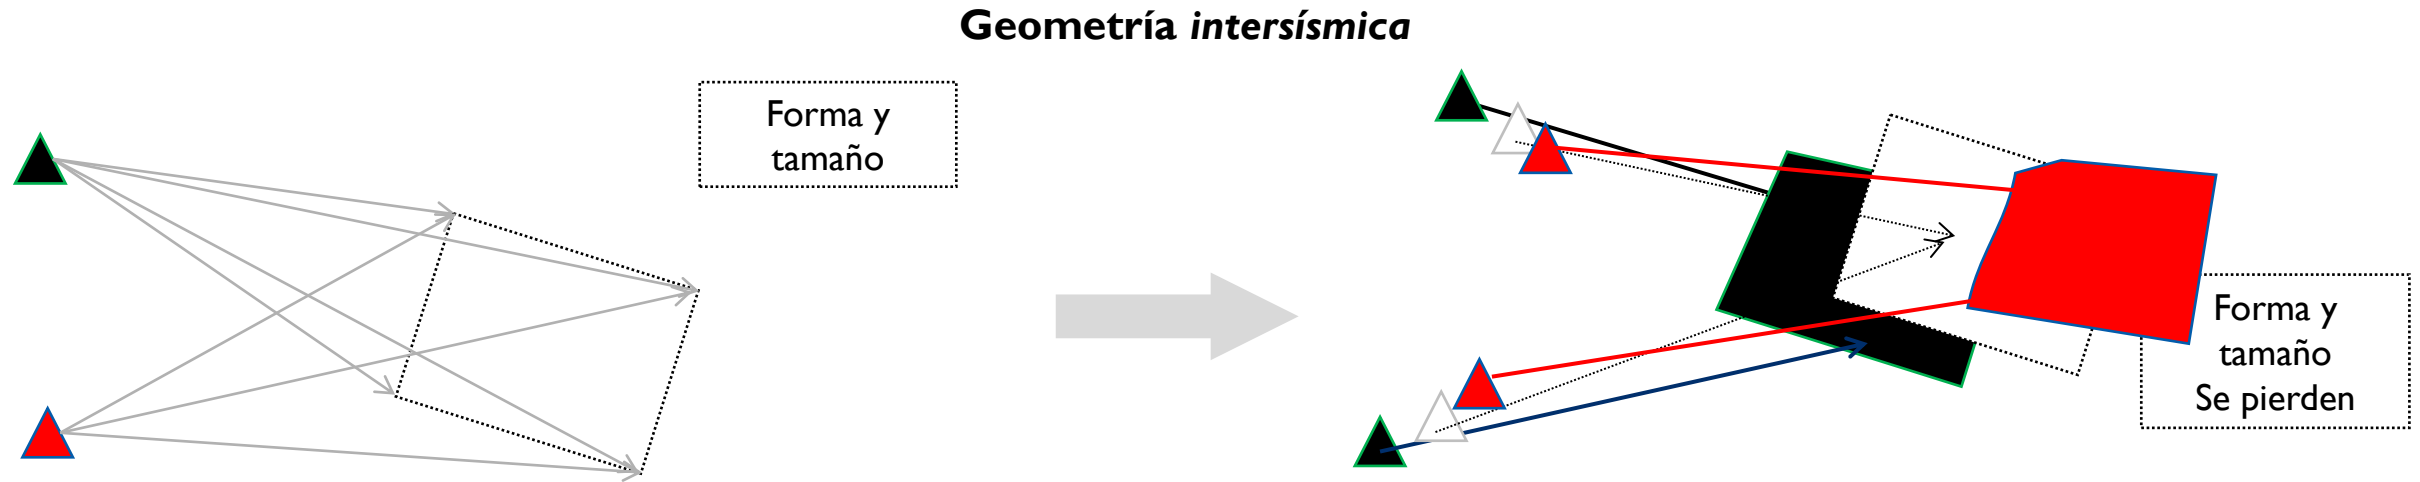 Geometría intersísmica
Forma y
tamaño
Forma y
tamaño
Se pierden